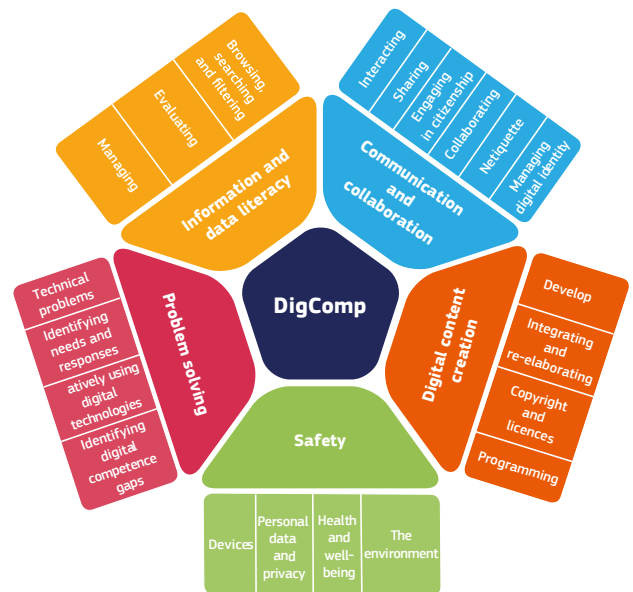 DigComp
Information and
data literacy
Browsing,
searching
and filtering
Evaluating
Managing
Communication
and
collaboration
Interacting
Sharing
Engaging
in citizenship
Collaborating
Netiquette
Managing
digital identity
Digital content
creation
Develop
Integrating
and
re-elaborating
Copyright
and
licences
Programming
Safety
Devices
Personal
data
and
privacy
Health
and
well-
being
The
environment
Problem solving
Technical
problems
Identifying
needs and
responses
atively using
digital
technologies
Identifying
digital
competence
gaps